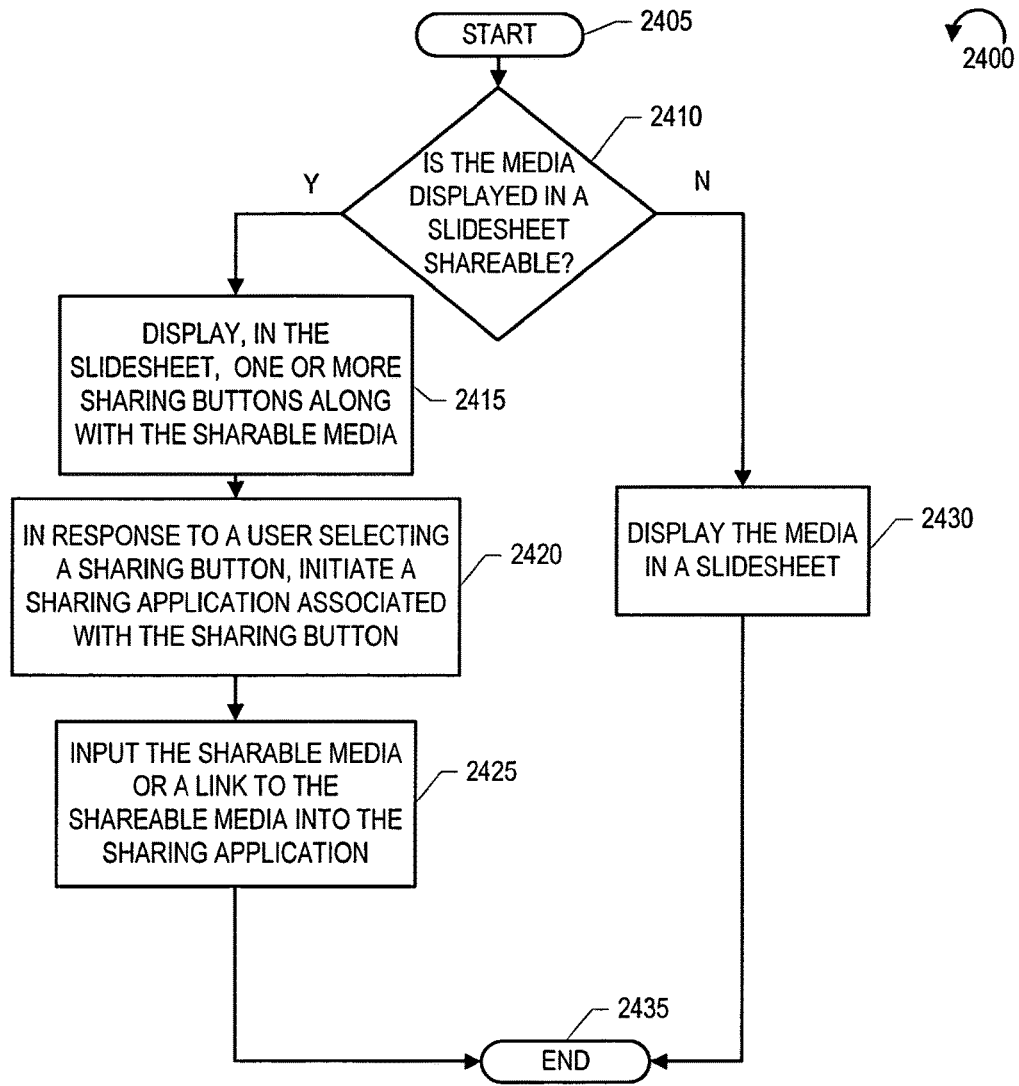 START
2405
2400
2410
IS THE MEDIA
DISPLAYED IN A
SLIDESHEET
SHAREABLE?
Y
N
DISPLAY, IN THE
SLIDESHEET, ONE OR MORE
SHARING BUTTONS ALONG
WITH THE SHARABLE MEDIA
2415
IN RESPONSE TO A USER SELECTING
A SHARING BUTTON, INITIATE A
SHARING APPLICATION ASSOCIATED
WITH THE SHARING BUTTON
2420
DISPLAY THE MEDIA
IN A SLIDESHEET
2430
INPUT THE SHARABLE MEDIA
OR A LINK TO THE
SHAREABLE MEDIA INTO THE
SHARING APPLICATION
2425
2435
END